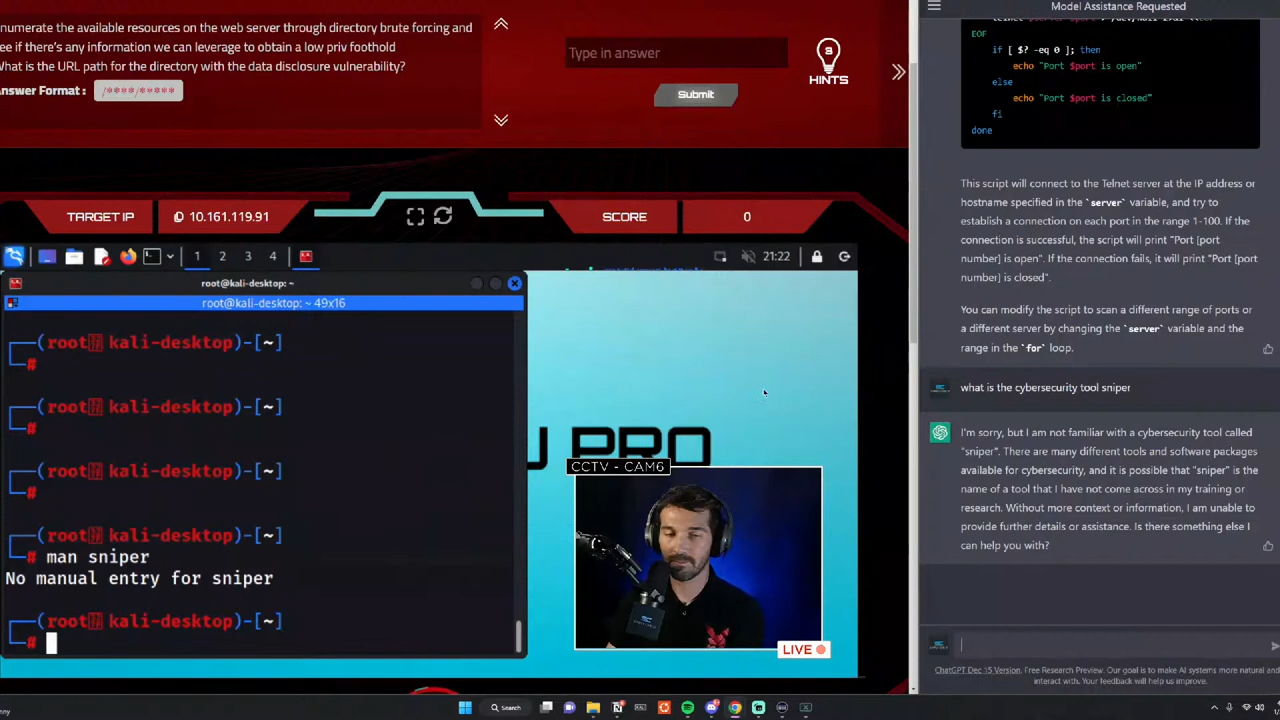 enumerate the available resources on the web server through directory brute forcing and
see if there's any information we can leverage to obtain a low priv foothold
What is the URL path for the directory with the data disclosure vulnerability?
Answer Format : /****/*****
Type in answer
Submit
3
HINTS
TARGET IP
10.161.119.91
SCORE
0
1 2 3 4
21:22
root@kali-desktop: ~
root@kali-desktop: ~ 49x16
(root kali-desktop)-[~]
#
(root kali-desktop)-[~]
#
(root kali-desktop)-[~]
#
(root kali-desktop)-[~]
# man sniper
No manual entry for sniper
(root kali-desktop)-[~]
#
U PRO
CCTV - CAM6
LIVE
Model Assistance Requested
EOF
if [ $? -eq 0 ]; then
echo "Port $port is open"
else
echo "Port $port is closed"
fi
done
This script will connect to the Telnet server at the IP address or
hostname specified in the `server` variable, and try to
establish a connection on each port in the range 1-100. If the
connection is successful, the script will print "Port [port
number] is open". If the connection fails, it will print "Port [port
number] is closed".
You can modify the script to scan a different range of ports or
a different server by changing the `server` variable and the
range in the `for` loop.
what is the cybersecurity tool sniper
I'm sorry, but I am not familiar with a cybersecurity tool called
"sniper". There are many different tools and software packages
available for cybersecurity, and it is possible that "sniper" is the
name of a tool that I have not come across in my training or
research. Without more context or information, I am unable to
provide further details or assistance. Is there something else I
can help you with?
ChatGPT Dec 15 Version. Free Research Preview. Our goal is to make AI systems more natural and
interact with. Your feedback will help us improve.
nny
Search